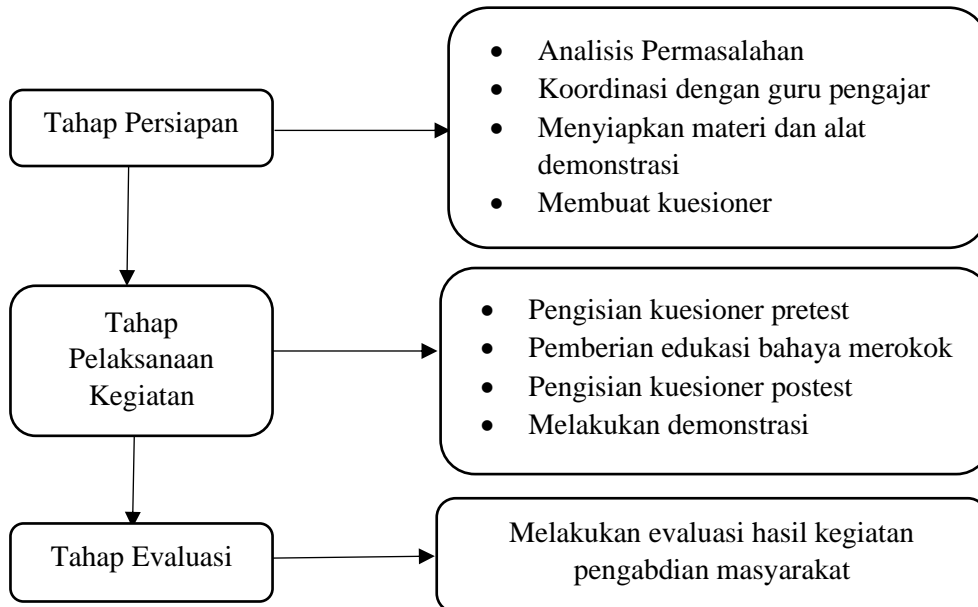 Tahap Persiapan
• Analisis Permasalahan
• Koordinasi dengan guru pengajar
• Menyiapkan materi dan alat
demonstrasi
• Membuat kuesioner
Tahap
Pelaksanaan
Kegiatan
• Pengisian kuesioner pretest
• Pemberian edukasi bahaya merokok
• Pengisian kuesioner postest
• Melakukan demonstrasi
Tahap Evaluasi
Melakukan evaluasi hasil kegiatan
pengabdian masyarakat